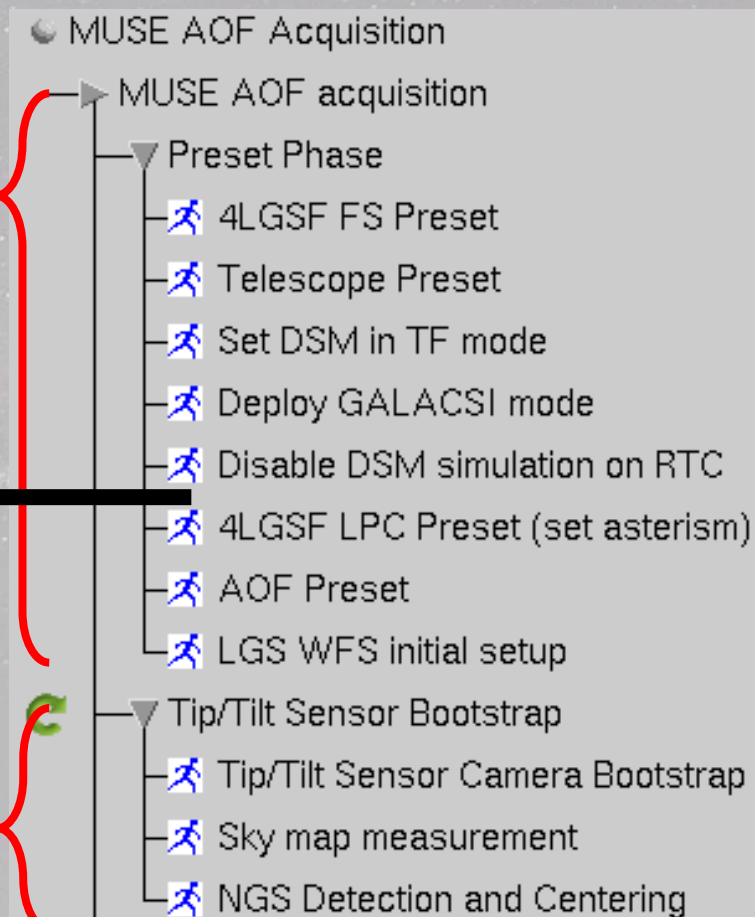 MUSE AOF Acquisition
MUSE AOF acquisition
Preset Phase
4LGSF FS Preset
Telescope Preset
Set DSM in TF mode
Deploy GALACSI mode
Disable DSM simulation on RTC
4LGSF LPC Preset (set asterism)
AOF Preset
LGS WFS initial setup
Tip/Tilt Sensor Bootstrap
Tip/Tilt Sensor Camera Bootstrap
Sky map measurement
NGS Detection and Centering